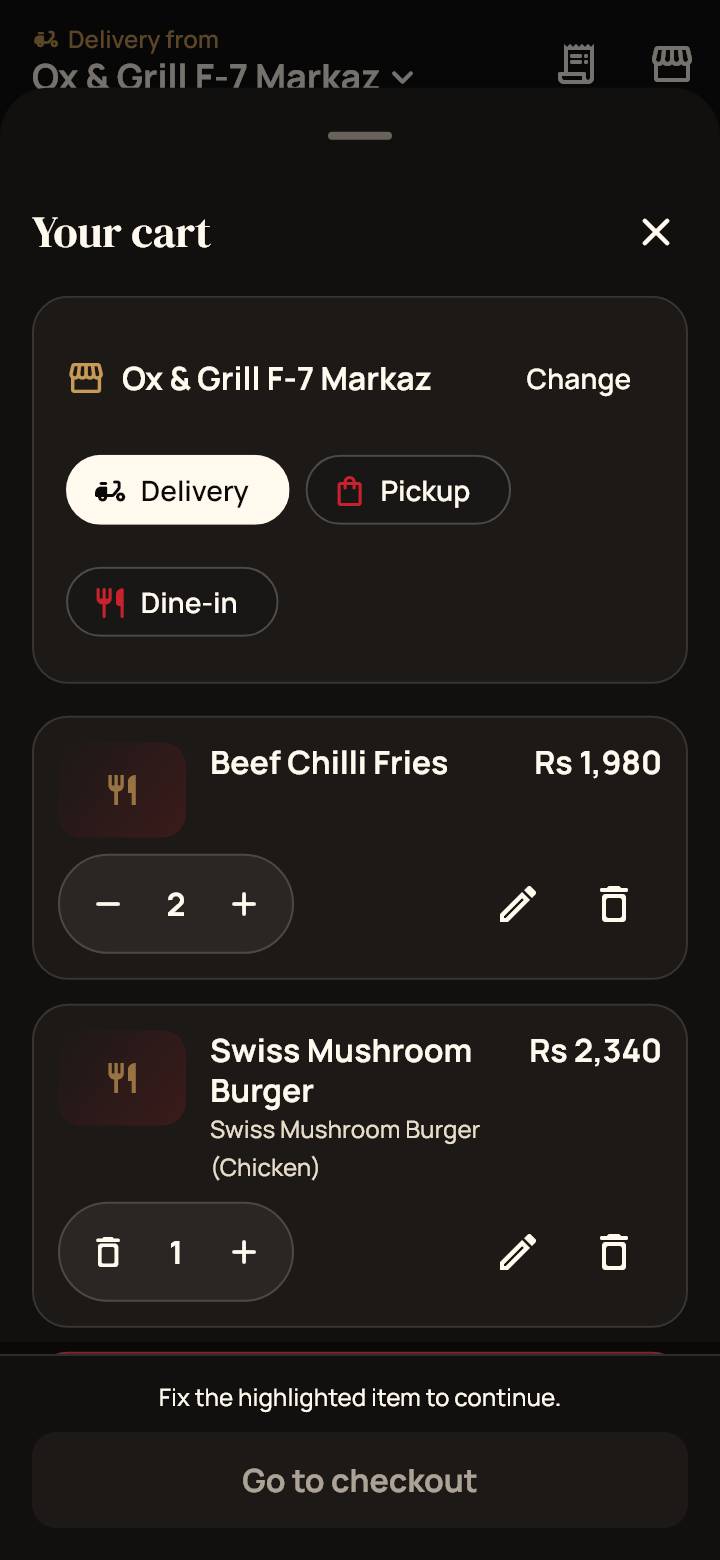 Delivery from
Ox & Grill F-7 Markaz
Your cart
Ox & Grill F-7 Markaz
Change
Delivery
Pickup
Dine-in
Beef Chilli Fries
Rs 1,980
2
Swiss Mushroom
Burger
Rs 2,340
Swiss Mushroom Burger
(Chicken)
1
Fix the highlighted item to continue.
Go to checkout